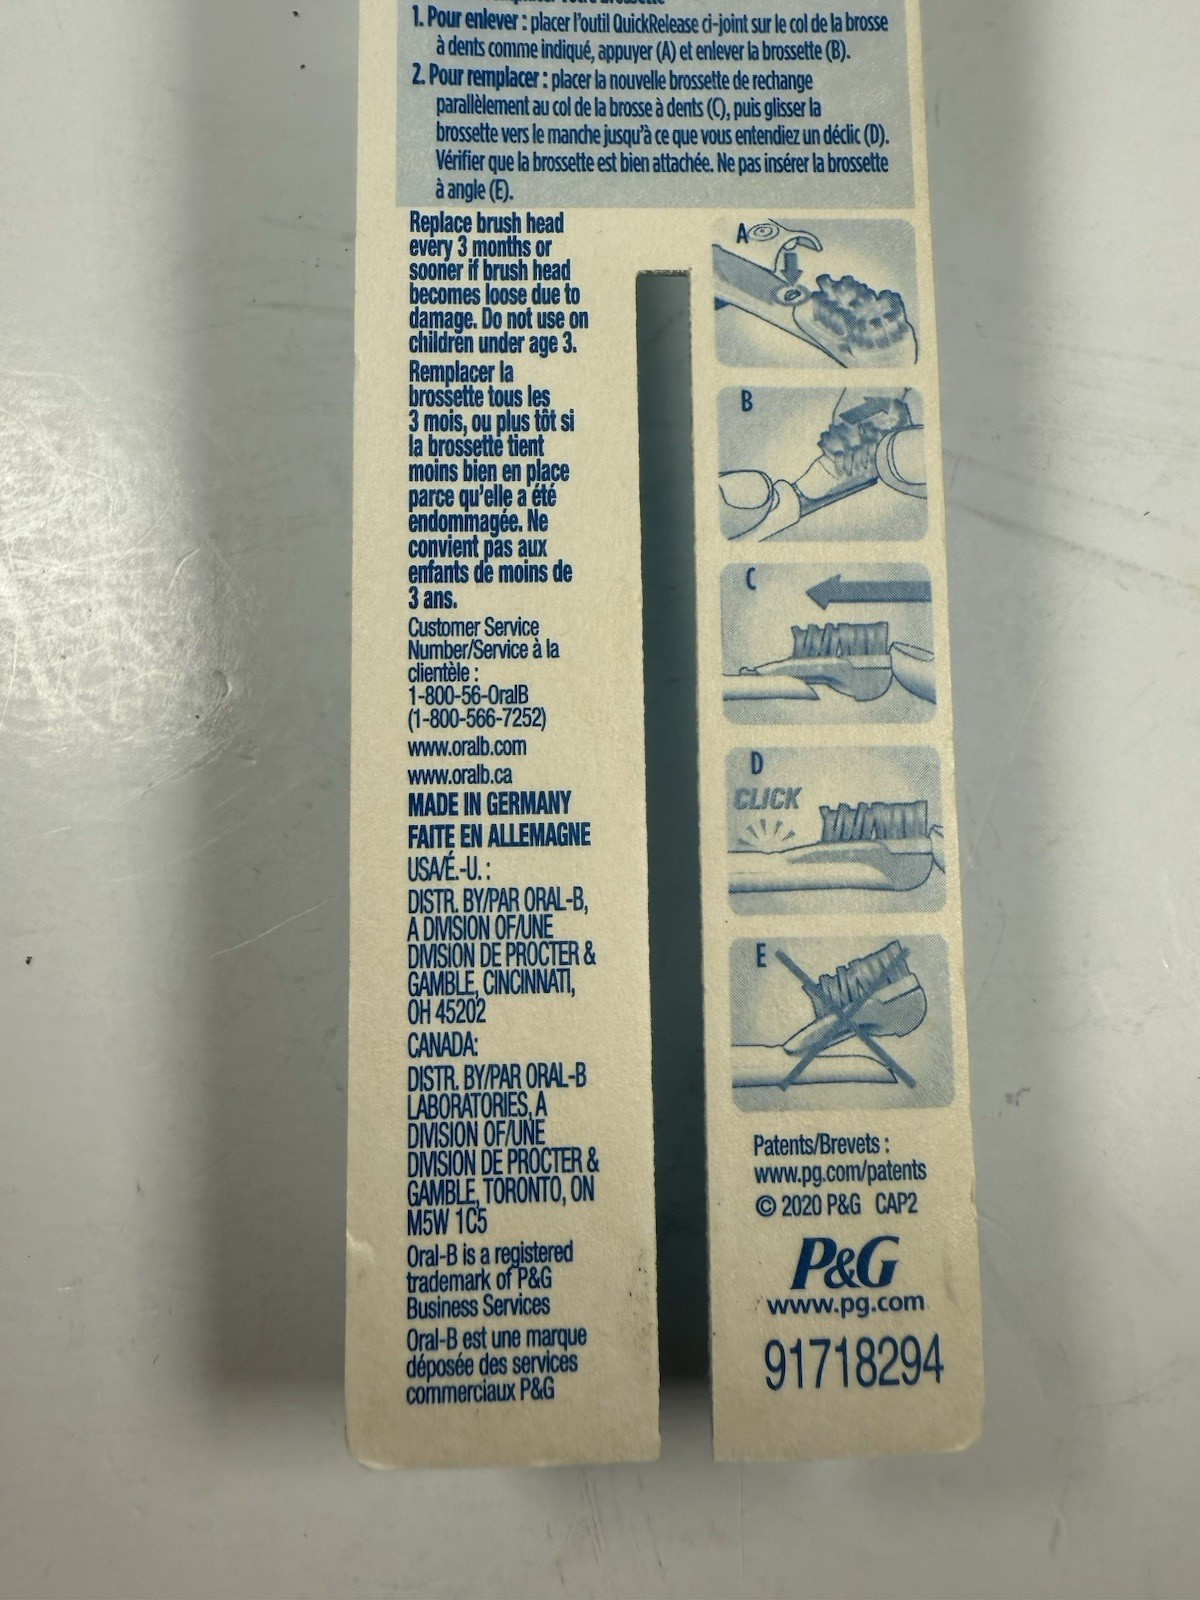 1. Pour enlever : placer l'outil QuickRelease ci-joint sur le col de la brosse
à dents comme indiqué, appuyer (A) et enlever la brossette (B).
2. Pour remplacer : placer la nouvelle brossette de rechange
parallèlement au col de la brosse à dents (C), puis glisser la
brossette vers le manche jusqu'à ce que vous entendiez un déclic (D).
Vérifier que la brossette est bien attachée. Ne pas insérer la brossette
à angle (E).
Replace brush head
every 3 months or
sooner if brush head
becomes loose due to
damage. Do not use on
children under age 3.
Remplacer la
brossette tous les
3 mois, ou plus tôt si
la brossette tient
moins bien en place
parce qu'elle a été
endommagée. Ne
convient pas aux
enfants de moins de
3 ans.
Customer Service
Number/Service à la
clientèle :
1-800-56-OralB
(1-800-566-7252)
www.oralb.com
www.oralb.ca
MADE IN GERMANY
FAITE EN ALLEMAGNE
USA/É.-U. :
DISTR. BY/PAR ORAL-B,
A DIVISION OF/UNE
DIVISION DE PROCTER &
GAMBLE, CINCINNATI,
OH 45202
CANADA:
DISTR. BY/PAR ORAL-B
LABORATORIES, A
DIVISION OF/UNE
DIVISION DE PROCTER &
GAMBLE, TORONTO, ON
M5W 1C5
Oral-B is a registered
trademark of P&G
Business Services
Oral-B est une marque
déposée des services
commerciaux P&G
A
B
C
D
CLICK
E
Patents/Brevets :
www.pg.com/patents
© 2020 P&G CAP2
P&G
www.pg.com
91718294